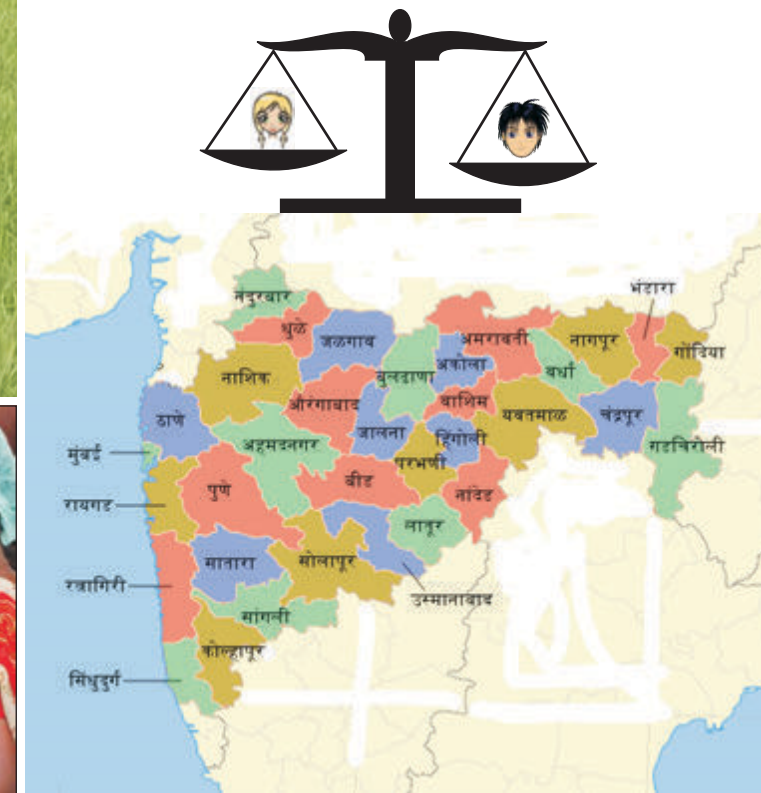 नंदुरबार
भंडारा
धुळे
जळगाव
अमरावती
नागपूर
गोंदिया
नाशिक
बुलढाणा
अकोला
वर्धा
औरंगाबाद
वाशिम
यवतमाळ
चंद्रपूर
ठाणे
जालना
हिंगोली
गडचिरोली
मुंबई
अहमदनगर
परभणी
पुणे
बीड
नांदेड
रायगड
लातूर
सातारा
सोलापूर
रत्नागिरी
उस्मानाबाद
सांगली
कोल्हापूर
सिंधुदुर्ग